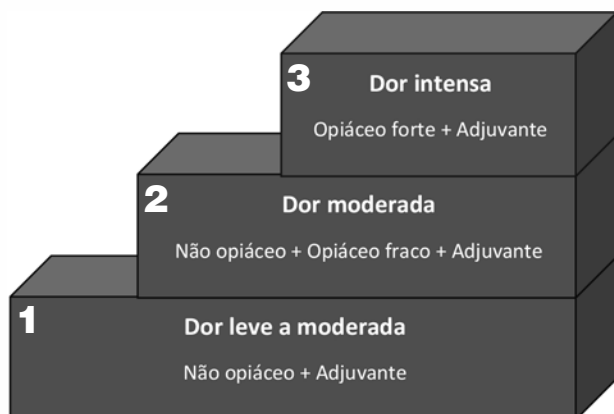 3
Dor intensa
Opiáceo forte + Adjuvante
2
Dor moderada
Não opiáceo + Opiáceo fraco + Adjuvante
1
Dor leve a moderada
Não opiáceo + Adjuvante